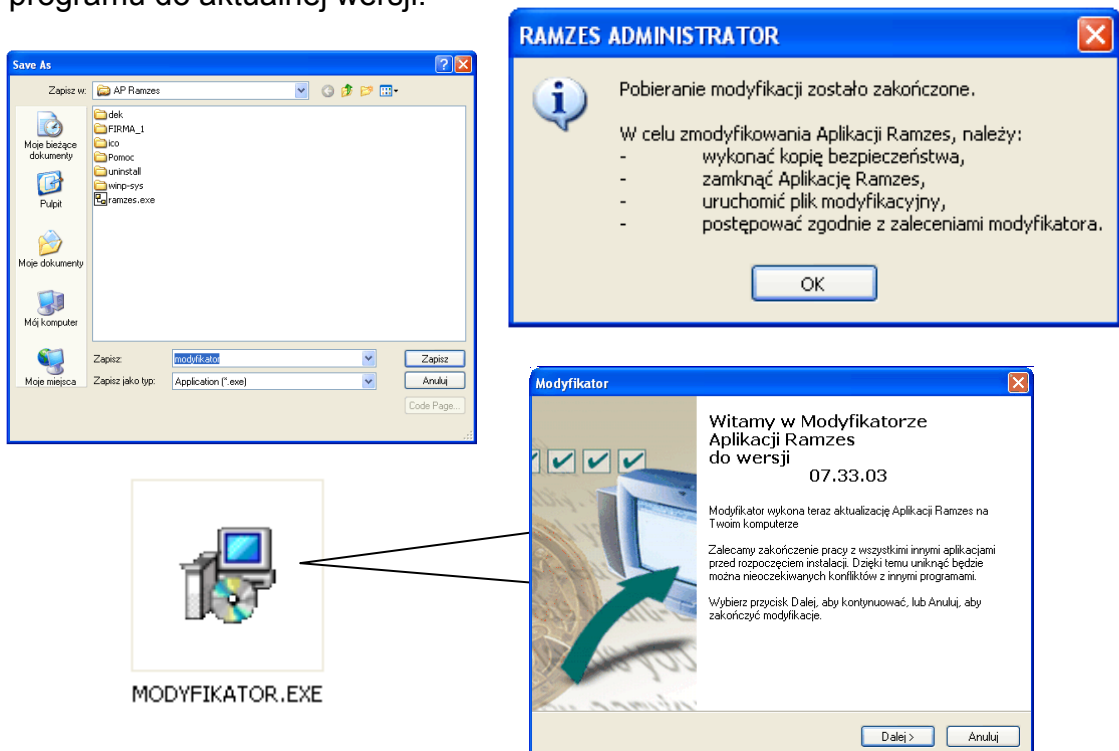 programu do aktualnej wersji.
Save As
Zapisz w: AP Ramzes
dek
FIRMA_1
ico
Pomoc
uninstall
winp-sys
ramzes.exe
Moje bieżące
dokumenty
Pulpit
Moje dokumenty
Mój komputer
Moje miejsca
Zapisz: modyfikator Zapisz
Zapisz jako typ: Application (*.exe) Anuluj
Code Page...
RAMZES ADMINISTRATOR
Pobieranie modyfikacji zostało zakończone.
W celu zmodyfikowania Aplikacji Ramzes, należy:
- wykonać kopię bezpieczeństwa,
- zamknąć Aplikację Ramzes,
- uruchomić plik modyfikacyjny,
- postępować zgodnie z zaleceniami modyfikatora.
OK
MODYFIKATOR.EXE
Modyfikator
Witamy w Modyfikatorze
Aplikacji Ramzes
do wersji
07.33.03
Modyfikator wykona teraz aktualizację Aplikacji Ramzes na
Twoim komputerze
Zalecamy zakończenie pracy z wszystkimi innymi aplikacjami
przed rozpoczęciem instalacji. Dzięki temu uniknąć będzie
można nieoczekiwanych konfliktów z innymi programami.
Wybierz przycisk Dalej, aby kontynuować, lub Anuluj, aby
zakończyć modyfikacje.
Dalej > Anuluj